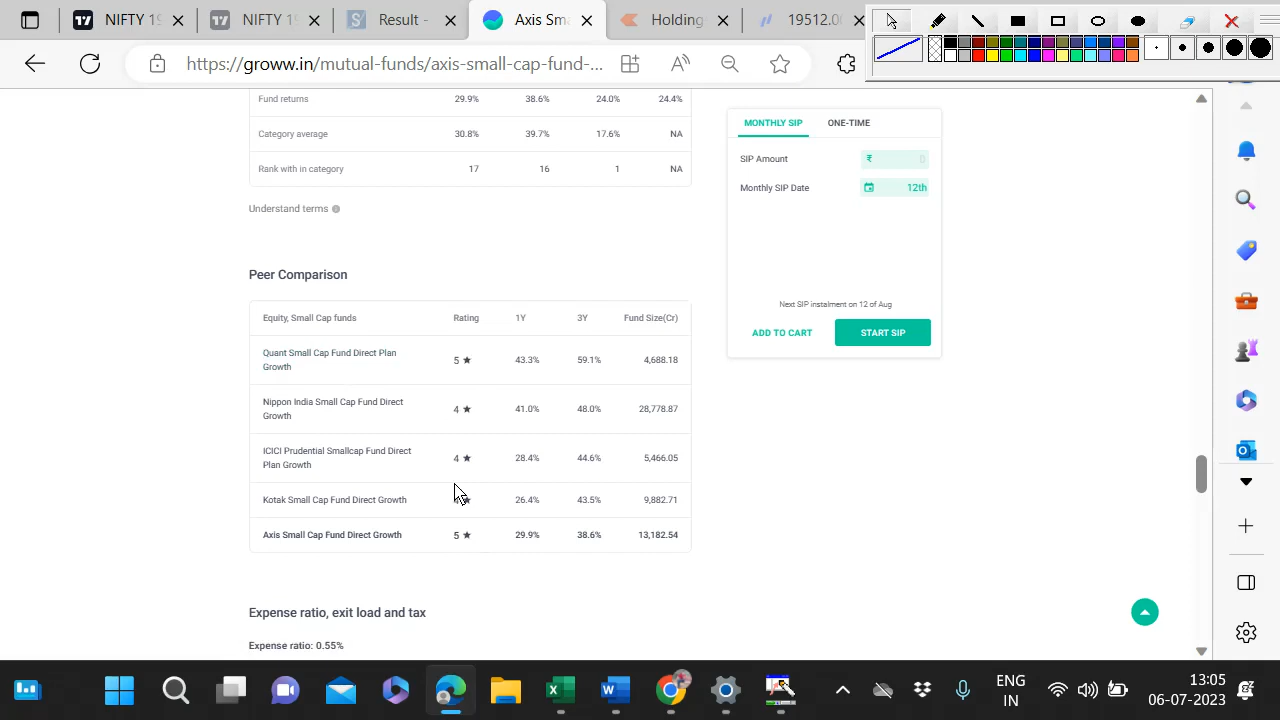 NIFTY 19
NIFTY 19
Result -
Axis Sma
Holding
19512.0
https://groww.in/mutual-funds/axis-small-cap-fund-...
Fund returns 29.9% 38.6% 24.0% 24.4%
Category average 30.8% 39.7% 17.6% NA
Rank with in category 17 16 1 NA
Understand terms
MONTHLY SIP ONE-TIME
SIP Amount ₹ 0
Monthly SIP Date 12th
Next SIP instalment on 12 of Aug
ADD TO CART START SIP
Peer Comparison
Equity, Small Cap funds Rating 1Y 3Y Fund Size(Cr)
Quant Small Cap Fund Direct Plan
Growth 5 ★ 43.3% 59.1% 4,688.18
Nippon India Small Cap Fund Direct
Growth 4 ★ 41.0% 48.0% 28,778.87
ICICI Prudential Smallcap Fund Direct
Plan Growth 4 ★ 28.4% 44.6% 5,466.05
Kotak Small Cap Fund Direct Growth 26.4% 43.5% 9,882.71
Axis Small Cap Fund Direct Growth 5 ★ 29.9% 38.6% 13,182.54
Expense ratio, exit load and tax
Expense ratio: 0.55%
ENG
IN
13:05
06-07-2023